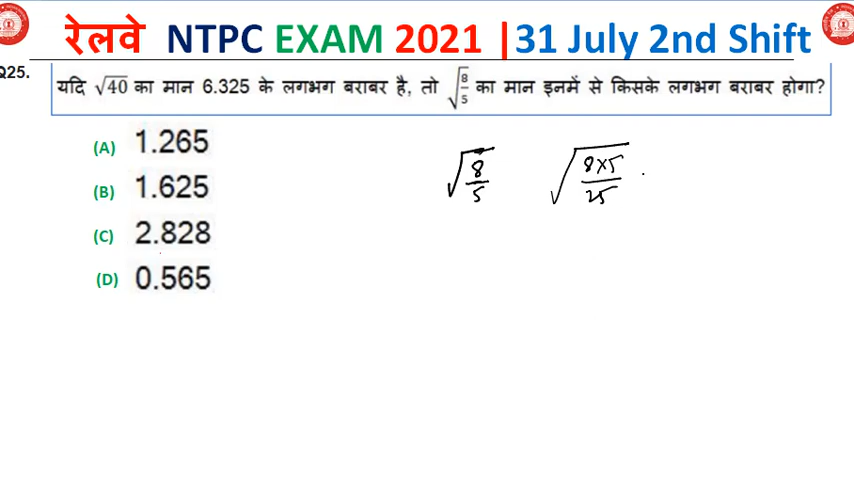 रेलवे NTPC EXAM 2021 |31 July 2nd Shift
Q25.
यदि √40 का मान 6.325 के लगभग बराबर है, तो √(8/5) का मान इनमें से किसके लगभग बराबर होगा?
(A) 1.265
(B) 1.625
(C) 2.828
(D) 0.565
√(8/5) √(8×5/25)